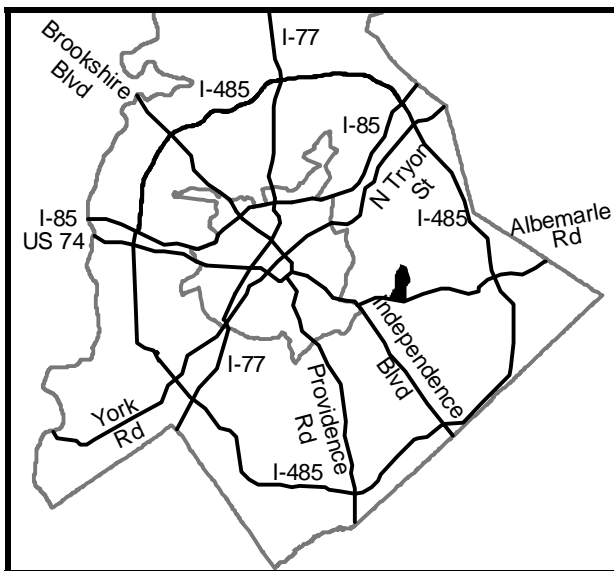 I-77
Brookshire
Blvd
I-485
I-85
N Tryon
St
I-485
Albemarle
Rd
I-85
US 74
Independence
Blvd
I-77
Providence
Rd
York
Rd
I-485